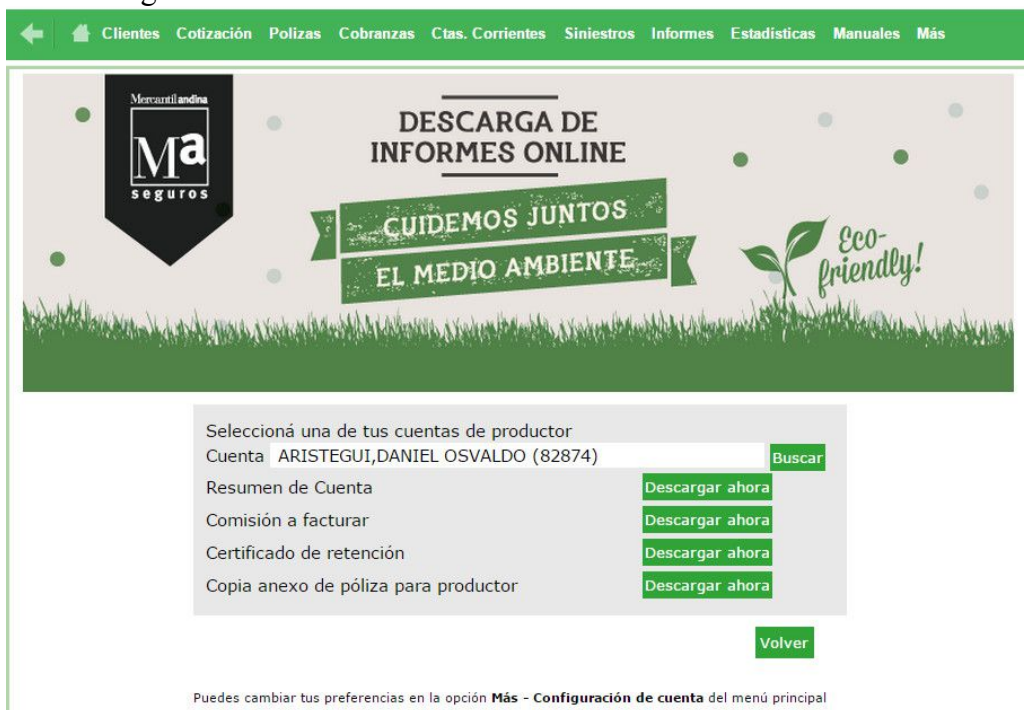 Clientes Cotización Polizas Cobranzas Ctas. Corrientes Siniestros Informes Estadísticas Manuales Más
Mercantil andina
Ma
seguros
DESCARGA DE
INFORMES ONLINE
CUIDEMOS JUNTOS
EL MEDIO AMBIENTE
Eco-
friendly!
Seleccioná una de tus cuentas de productor
Cuenta ARISTEGUI,DANIEL OSVALDO (82874) Buscar
Resumen de Cuenta Descargar ahora
Comisión a facturar Descargar ahora
Certificado de retención Descargar ahora
Copia anexo de póliza para productor Descargar ahora
Volver
Puedes cambiar tus preferencias en la opción Más - Configuración de cuenta del menú principal